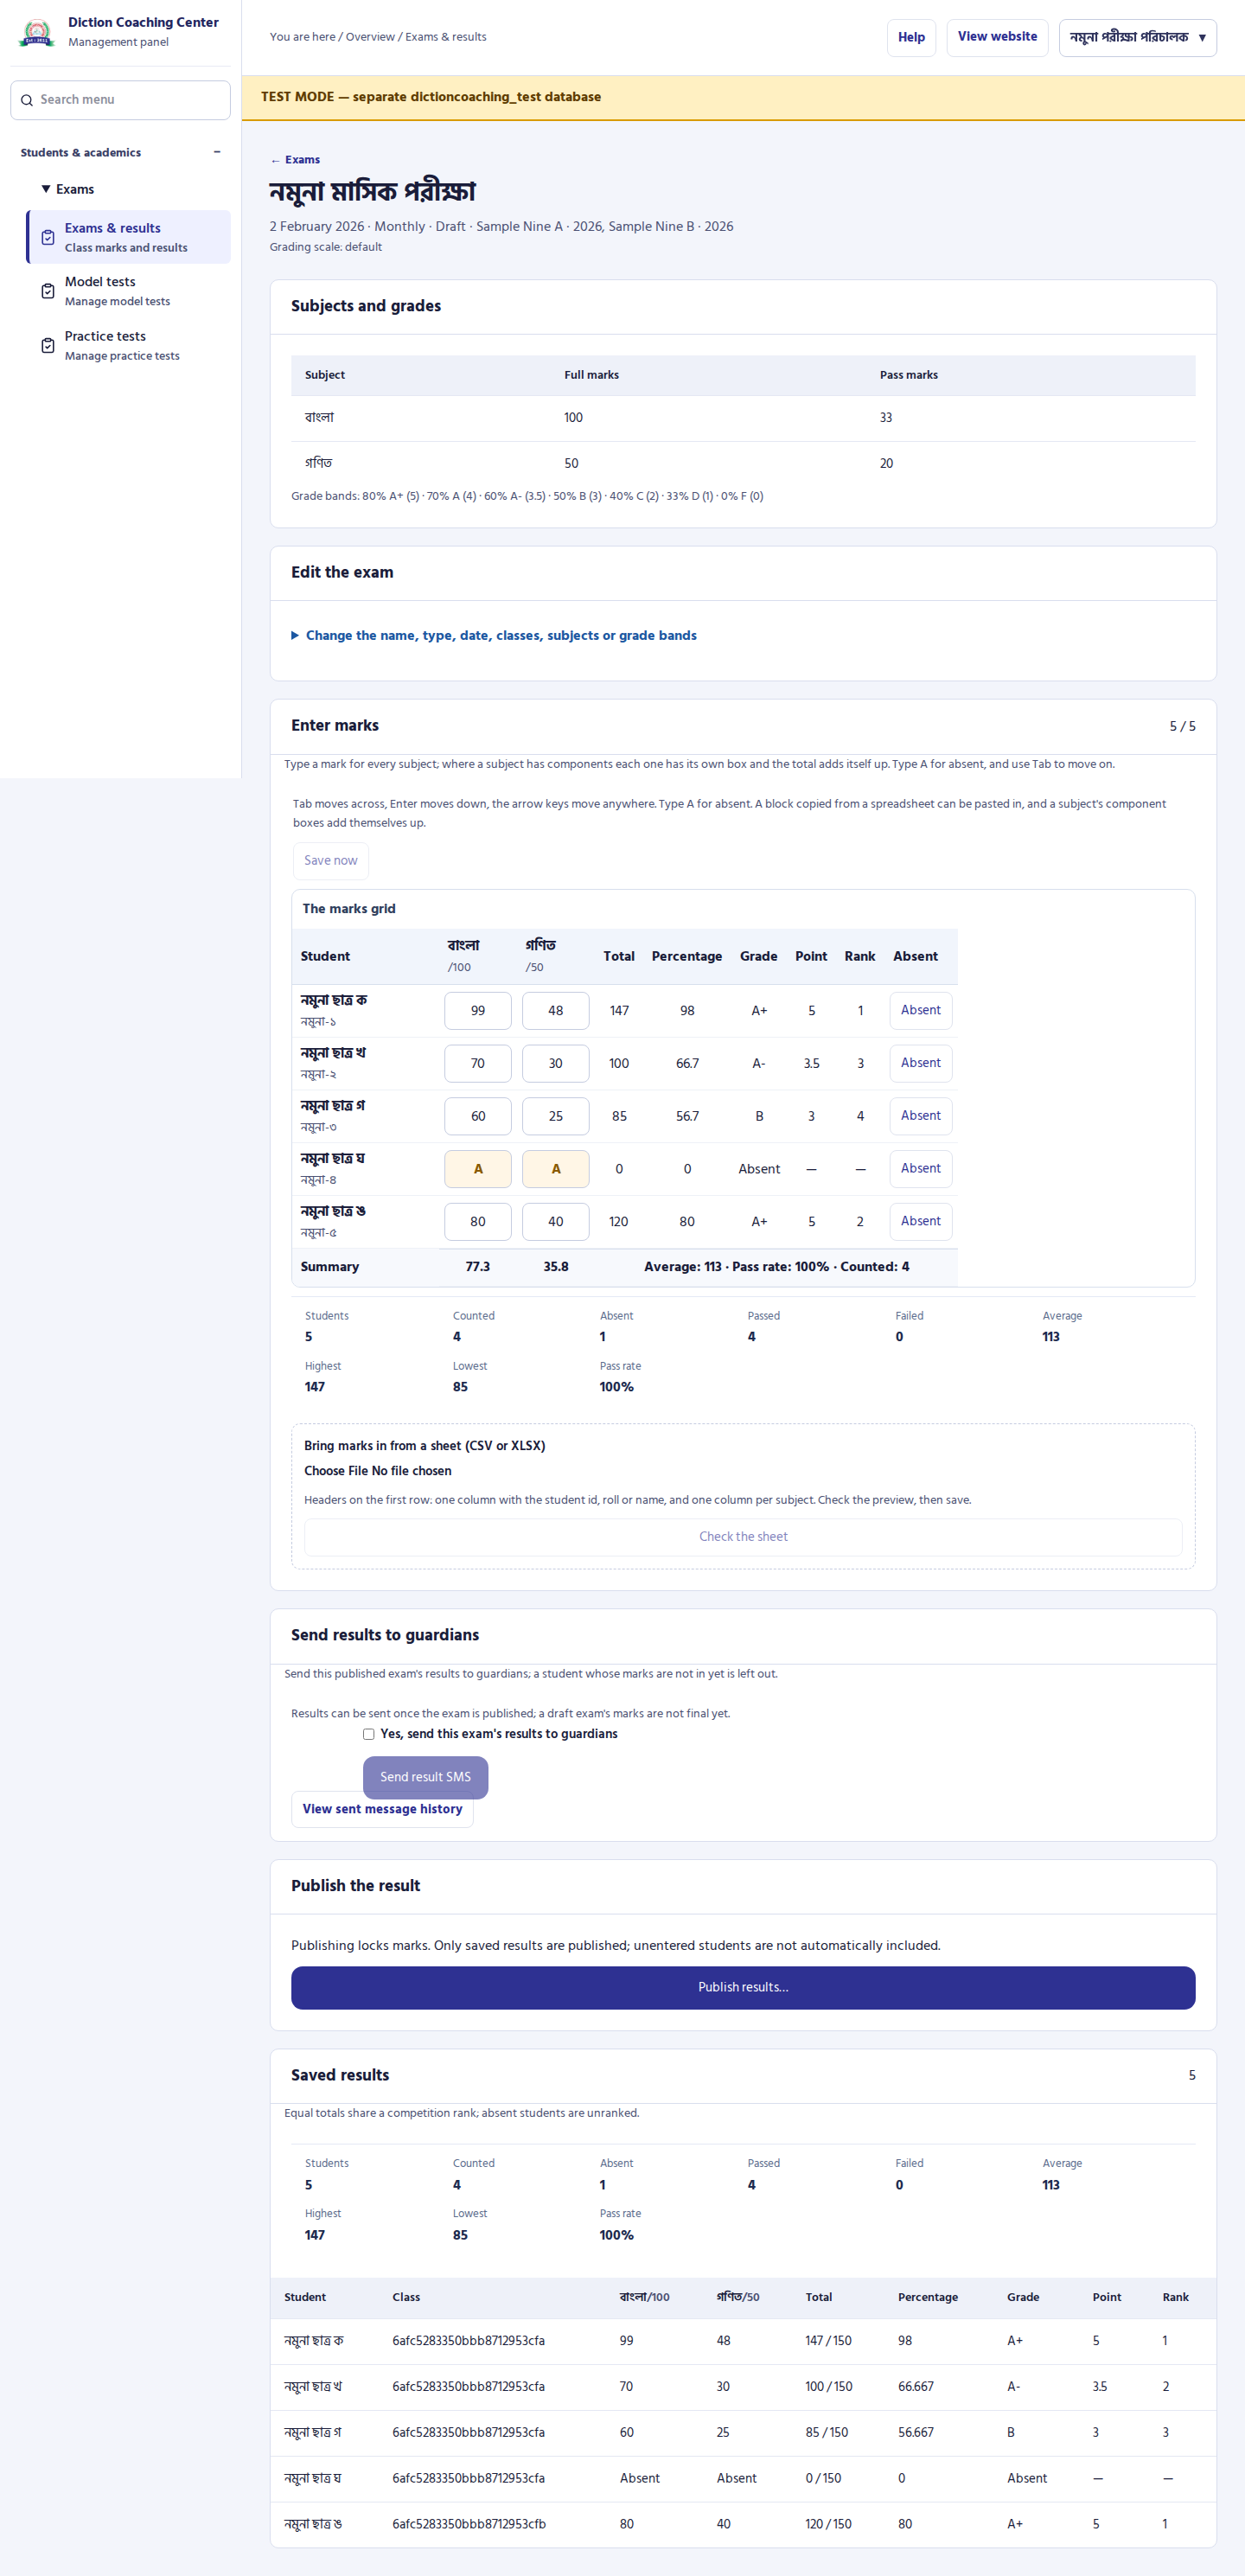 Diction Coaching Center
Management panel
Search menu
Students & academics −
▼ Exams
Exams & results
Class marks and results
Model tests
Manage model tests
Practice tests
Manage practice tests
You are here / Overview / Exams & results
Help
View website
নমুনা পরীক্ষা পরিচালক ▼
TEST MODE — separate dictioncoaching_test database
← Exams
নমুনা মাসিক পরীক্ষা
2 February 2026 · Monthly · Draft · Sample Nine A · 2026, Sample Nine B · 2026
Grading scale: default
Subjects and grades
Subject Full marks Pass marks
বাংলা 100 33
গণিত 50 20
Grade bands: 80% A+ (5) · 70% A (4) · 60% A- (3.5) · 50% B (3) · 40% C (2) · 33% D (1) · 0% F (0)
Edit the exam
▶ Change the name, type, date, classes, subjects or grade bands
Enter marks 5 / 5
Type a mark for every subject; where a subject has components each one has its own box and the total adds itself up. Type A for absent, and use Tab to move on.
Tab moves across, Enter moves down, the arrow keys move anywhere. Type A for absent. A block copied from a spreadsheet can be pasted in, and a subject's component
boxes add themselves up.
Save now
The marks grid
Student বাংলা /100 গণিত /50 Total Percentage Grade Point Rank Absent
নমুনা ছাত্র ক 99 48 147 98 A+ 5 1 Absent
নমুনা-১
নমুনা ছাত্র খ 70 30 100 66.7 A- 3.5 3 Absent
নমুনা-২
নমুনা ছাত্র গ 60 25 85 56.7 B 3 4 Absent
নমুনা-৩
নমুনা ছাত্র ঘ A A 0 0 Absent — — Absent
নমুনা-৪
নমুনা ছাত্র ঙ 80 40 120 80 A+ 5 2 Absent
নমুনা-৫
Summary 77.3 35.8 Average: 113 · Pass rate: 100% · Counted: 4
Students Counted Absent Passed Failed Average
5 4 1 4 0 113
Highest Lowest Pass rate
147 85 100%
Bring marks in from a sheet (CSV or XLSX)
Choose File No file chosen
Headers on the first row: one column with the student id, roll or name, and one column per subject. Check the preview, then save.
Check the sheet
Send results to guardians
Send this published exam's results to guardians; a student whose marks are not in yet is left out.
Results can be sent once the exam is published; a draft exam's marks are not final yet.
Yes, send this exam's results to guardians
Send result SMS
View sent message history
Publish the result
Publishing locks marks. Only saved results are published; unentered students are not automatically included.
Publish results...
Saved results 5
Equal totals share a competition rank; absent students are unranked.
Students Counted Absent Passed Failed Average
5 4 1 4 0 113
Highest Lowest Pass rate
147 85 100%
Student Class বাংলা/100 গণিত/50 Total Percentage Grade Point Rank
নমুনা ছাত্র ক 6afc5283350bbb8712953cfa 99 48 147 / 150 98 A+ 5 1
নমুনা ছাত্র খ 6afc5283350bbb8712953cfa 70 30 100 / 150 66.667 A- 3.5 2
নমুনা ছাত্র গ 6afc5283350bbb8712953cfa 60 25 85 / 150 56.667 B 3 3
নমুনা ছাত্র ঘ 6afc5283350bbb8712953cfa Absent Absent 0 / 150 0 Absent — —
নমুনা ছাত্র ঙ 6afc5283350bbb8712953cfb 80 40 120 / 150 80 A+ 5 1